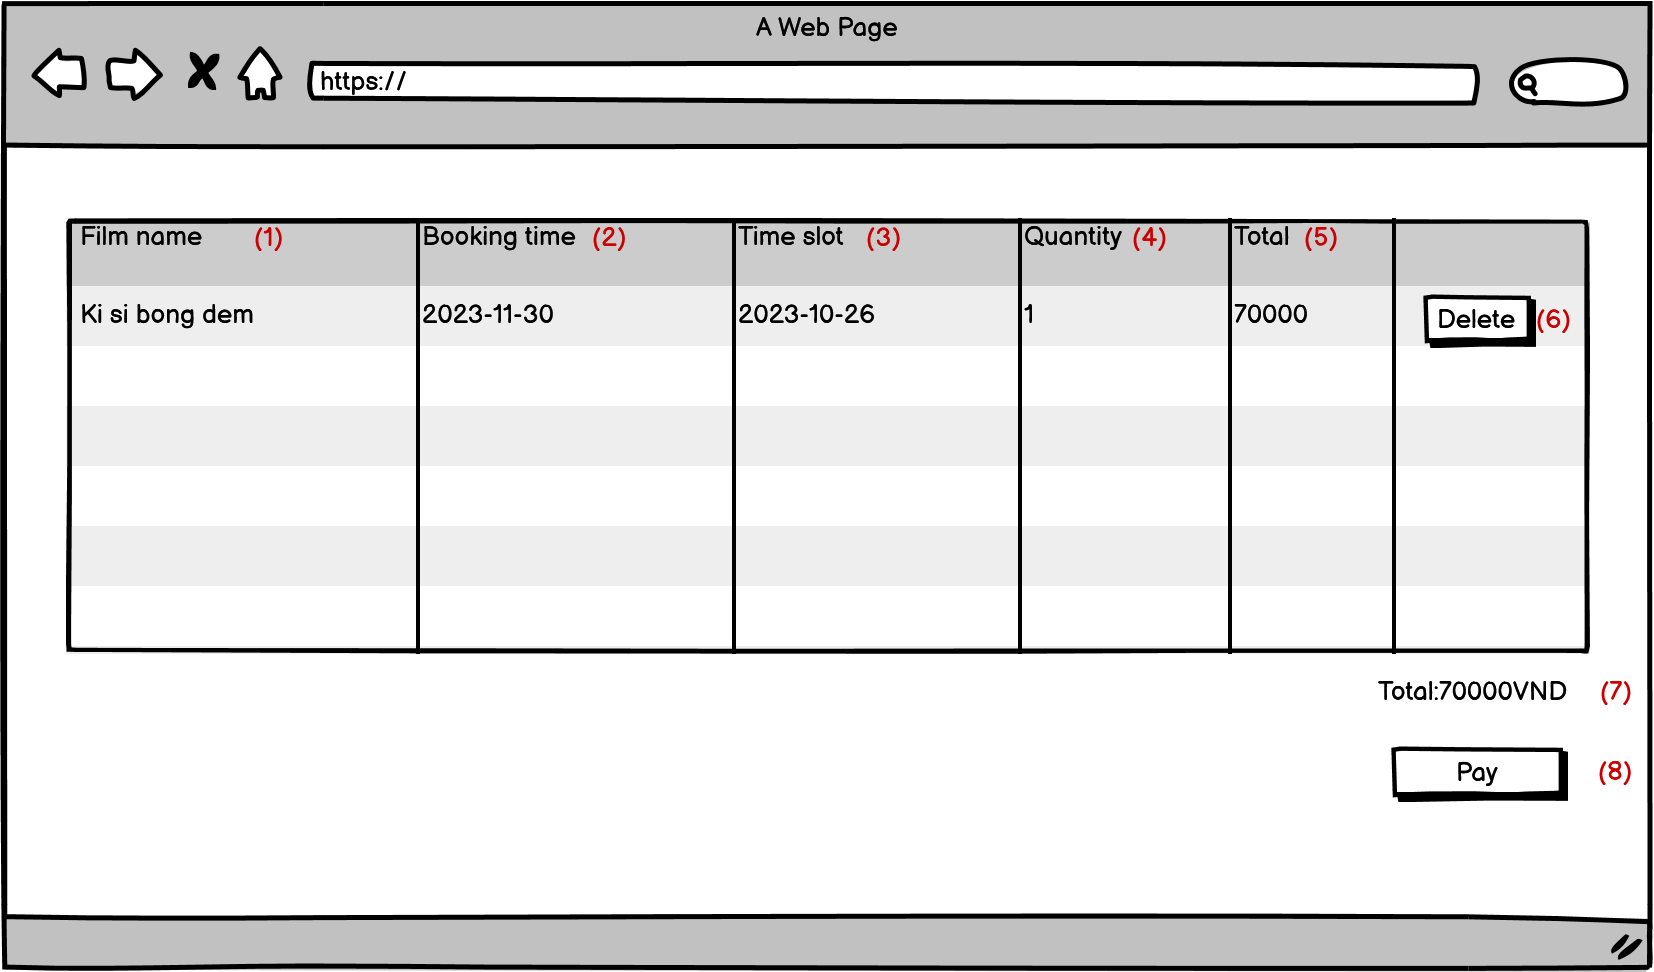 A Web Page
https://
Film name (1) Booking time (2) Time slot (3) Quantity (4) Total (5)
Ki si bong dem 2023-11-30 2023-10-26 1 70000 Delete (6)
Total:70000VND (7)
Pay (8)